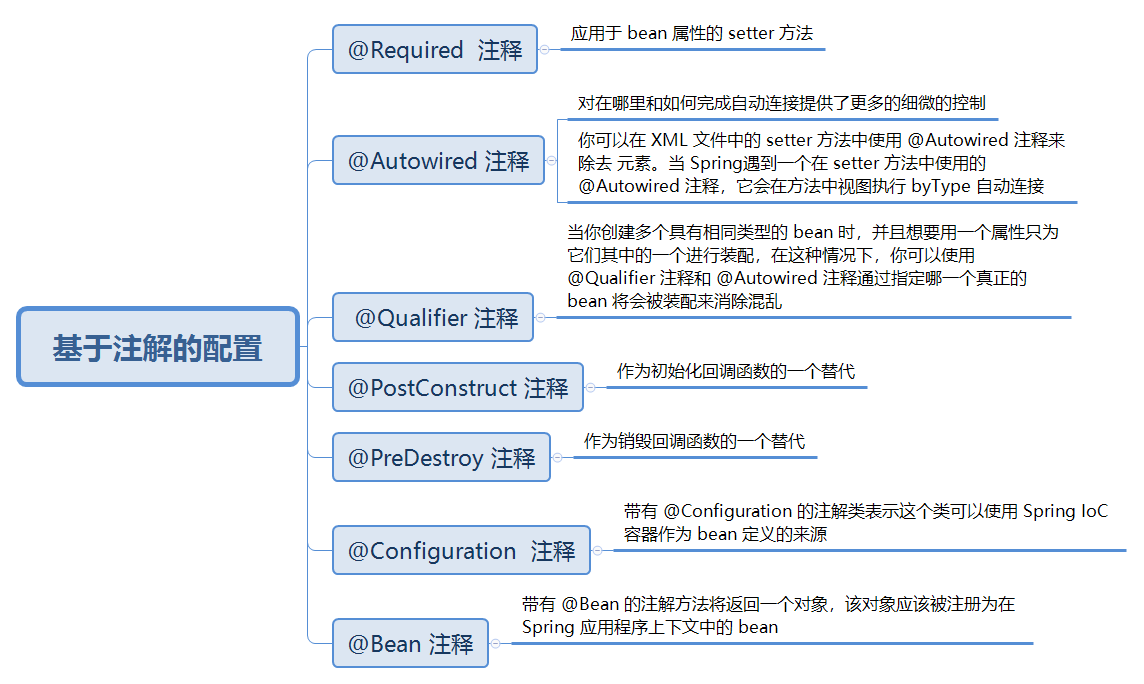 基于注解的配置
@Required 注释
应用于 bean 属性的 setter 方法
@Autowired 注释
对在哪里和如何完成自动连接提供了更多的细微的控制
你可以在 XML 文件中的 setter 方法中使用 @Autowired 注释来
除去 元素。当 Spring遇到一个在 setter 方法中使用的
@Autowired 注释，它会在方法中视图执行 byType 自动连接
@Qualifier 注释
当你创建多个具有相同类型的 bean 时，并且想要用一个属性只为
它们其中的一个进行装配，在这种情况下，你可以使用
@Qualifier 注释和 @Autowired 注释通过指定哪一个真正的
bean 将会被装配来消除混乱
@PostConstruct 注释
作为初始化回调函数的一个替代
@PreDestroy 注释
作为销毁回调函数的一个替代
@Configuration 注释
带有 @Configuration 的注解类表示这个类可以使用 Spring IoC
容器作为 bean 定义的来源
@Bean 注释
带有 @Bean 的注解方法将返回一个对象，该对象应该被注册为在
Spring 应用程序上下文中的 bean